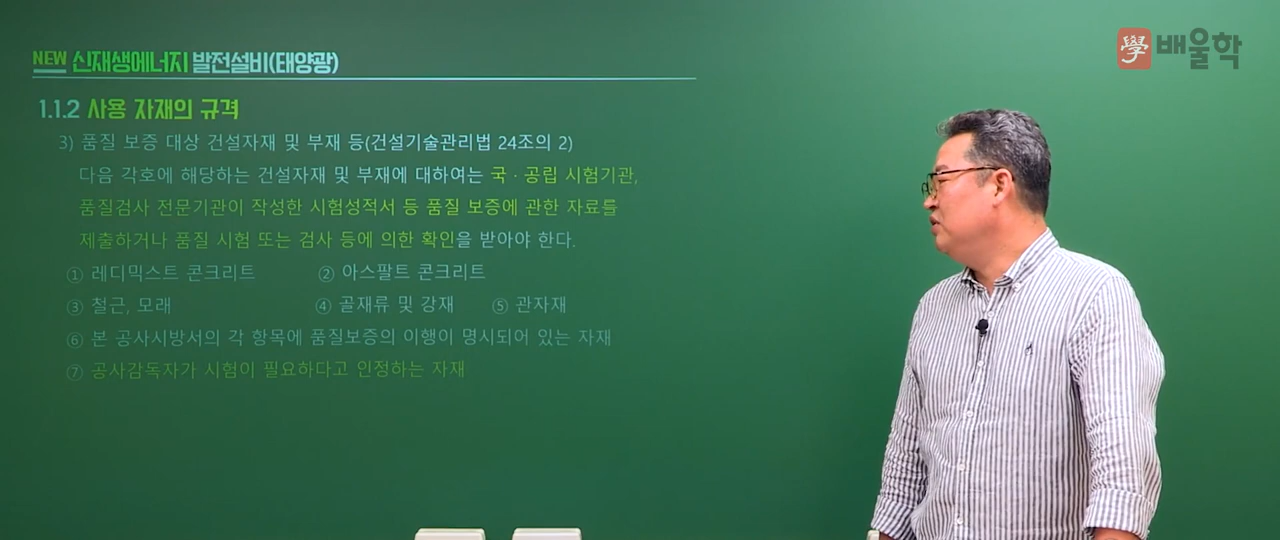 NEW 신재생에너지 발전설비(태양광)
學 배울학
1.1.2 사용 자재의 규격
3) 품질 보증 대상 건설자재 및 부재 등(건설기술관리법 24조의 2)
다음 각호에 해당하는 건설자재 및 부재에 대하여는 국·공립 시험기관,
품질검사 전문기관이 작성한 시험성적서 등 품질 보증에 관한 자료를
제출하거나 품질 시험 또는 검사 등에 의한 확인을 받아야 한다.
① 레디믹스트 콘크리트 ② 아스팔트 콘크리트
③ 철근, 모래 ④ 골재류 및 강재 ⑤ 관자재
⑥ 본 공사시방서의 각 항목에 품질보증의 이행이 명시되어 있는 자재
⑦ 공사감독자가 시험이 필요하다고 인정하는 자재